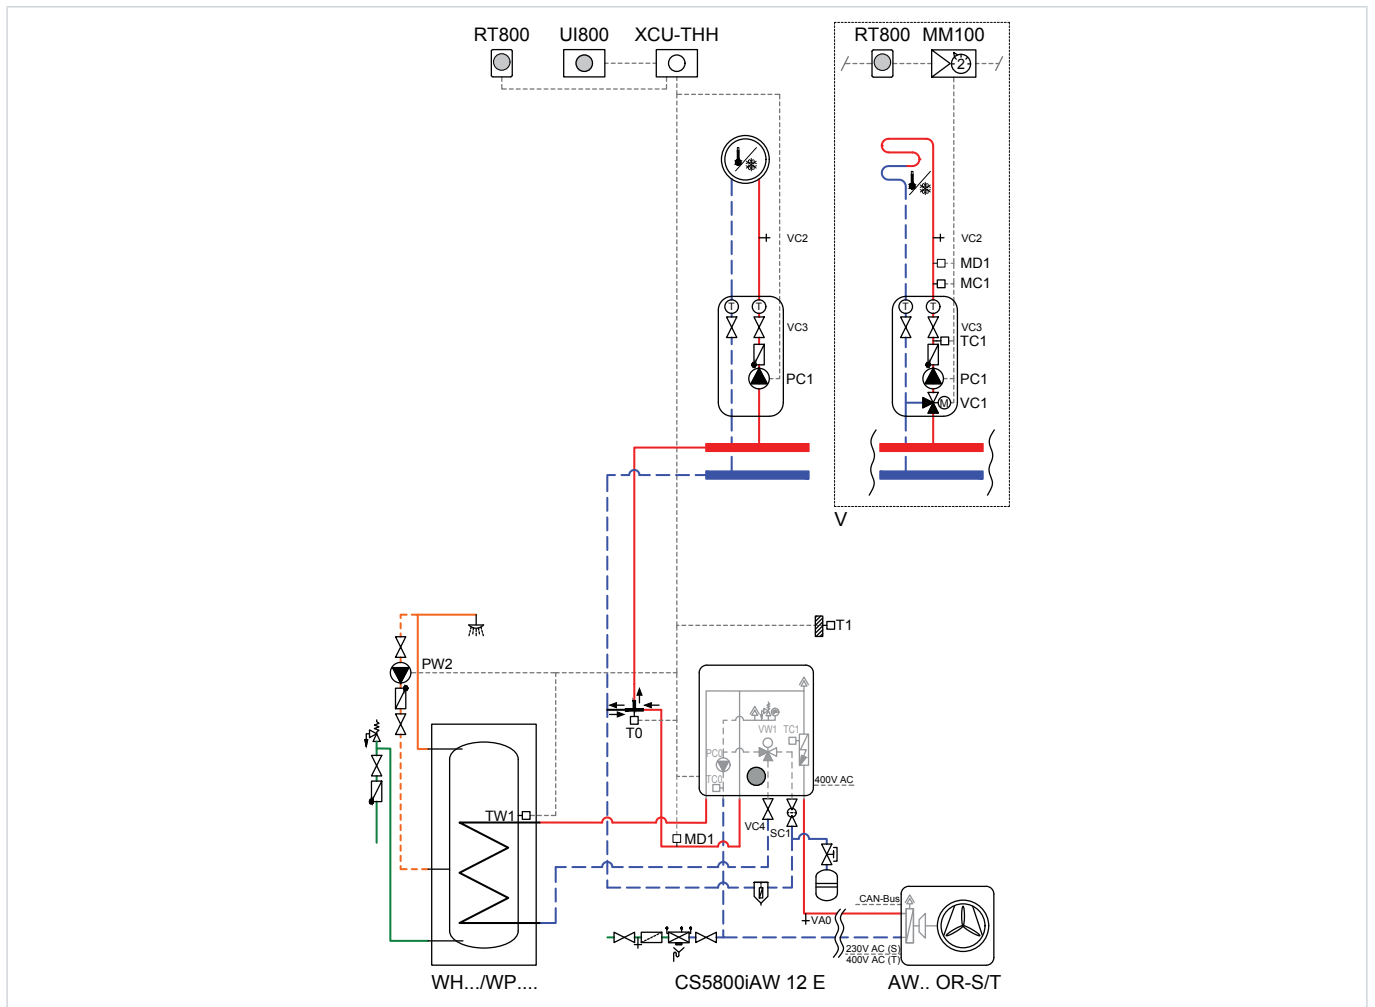 RT800 UI800 XCU-THH RT800 MM100
2
VC2 VC2
MD1
MC1
T T T T
VC3 VC3
TC1
PC1 PC1
M VC1
V
T1
PW2
T0
VW1 TC1
PC0
TC0
400V AC
TW1
VC4 SC1
MD1
CAN-Bus
VA0
230V AC (S)
400V AC (T)
WH.../WP.... CS5800iAW 12 E AW.. OR-S/T